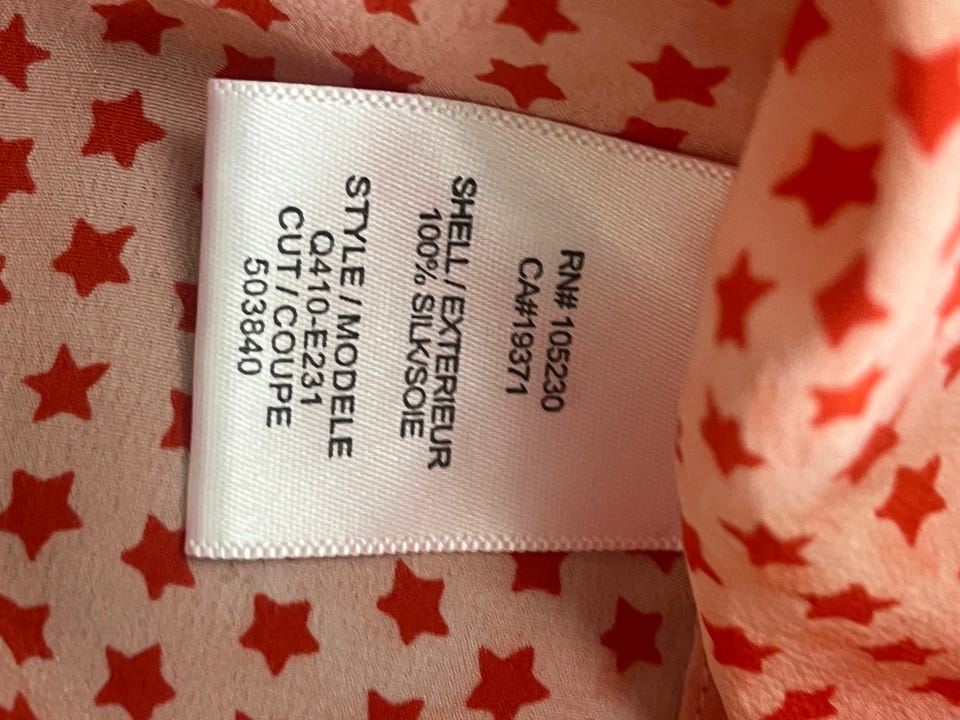 RN# 105230
CA#19371
SHELL / EXTERIEUR
100% SILK/SOIE
STYLE / MODELE
Q410-E231
CUT / COUPE
503840